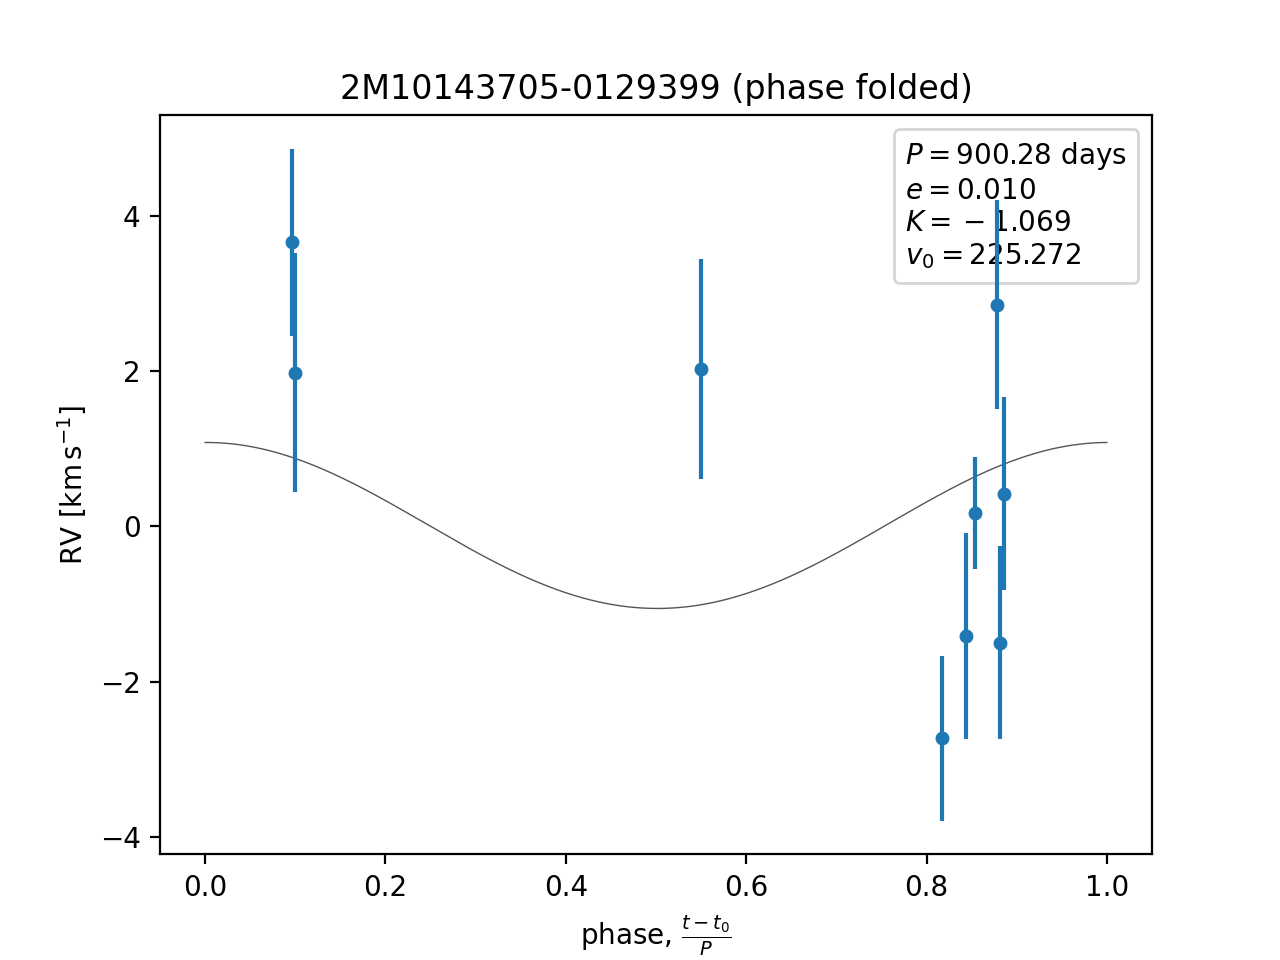 2M10143705-0129399 (phase folded)
P = 900.28 days
e = 0.010
K = − 1.069
v₀ = 225.272
4
2
0
−2
−4
RV [km s⁻¹]
0.0 0.2 0.4 0.6 0.8 1.0
phase, (t − t₀)/P